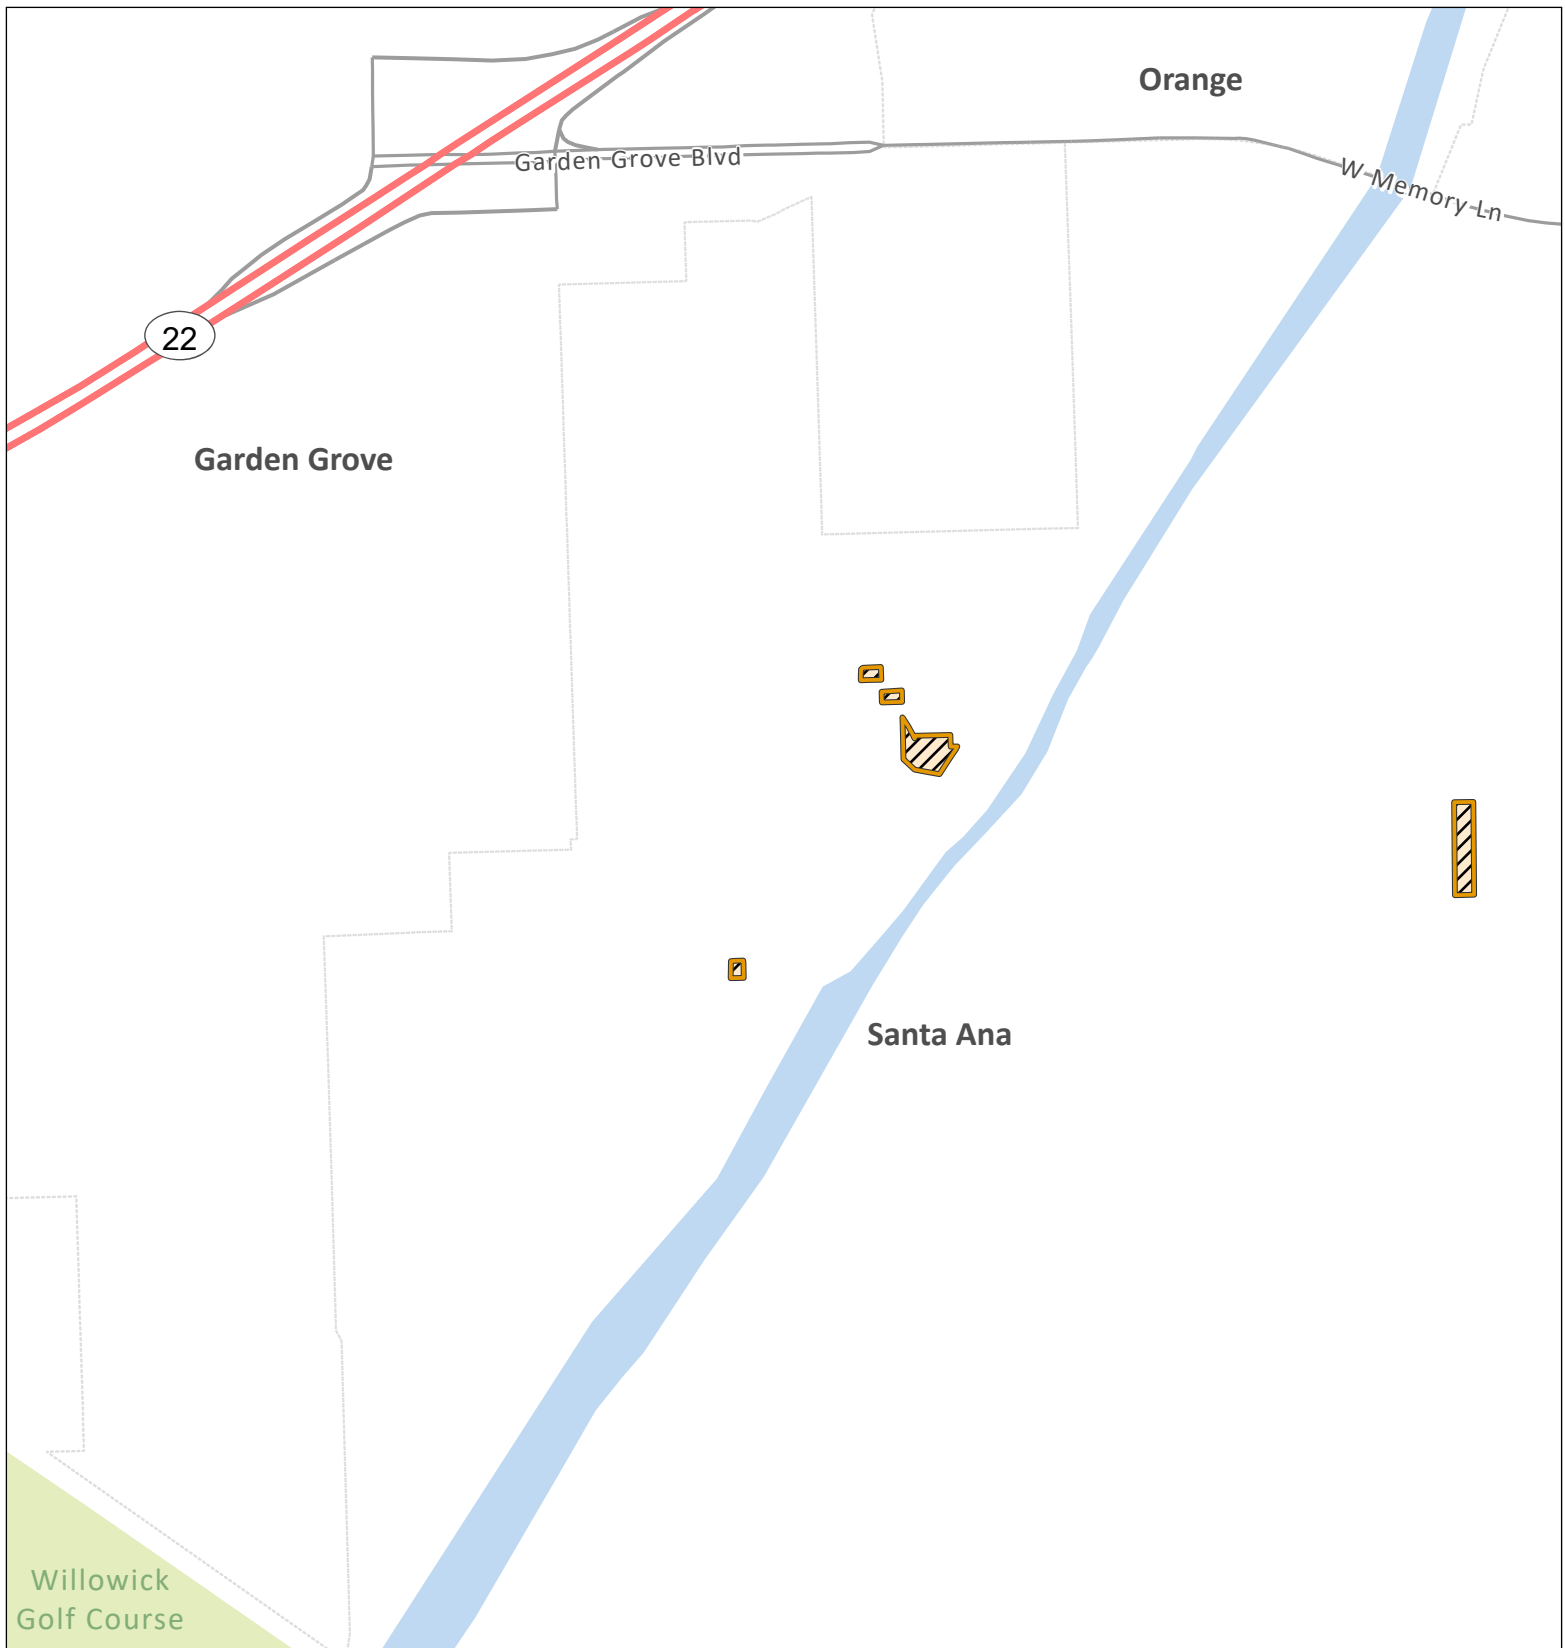 Orange
Garden Grove Blvd
W Memory Ln
22
Garden Grove
Santa Ana
Willowick
Golf Course